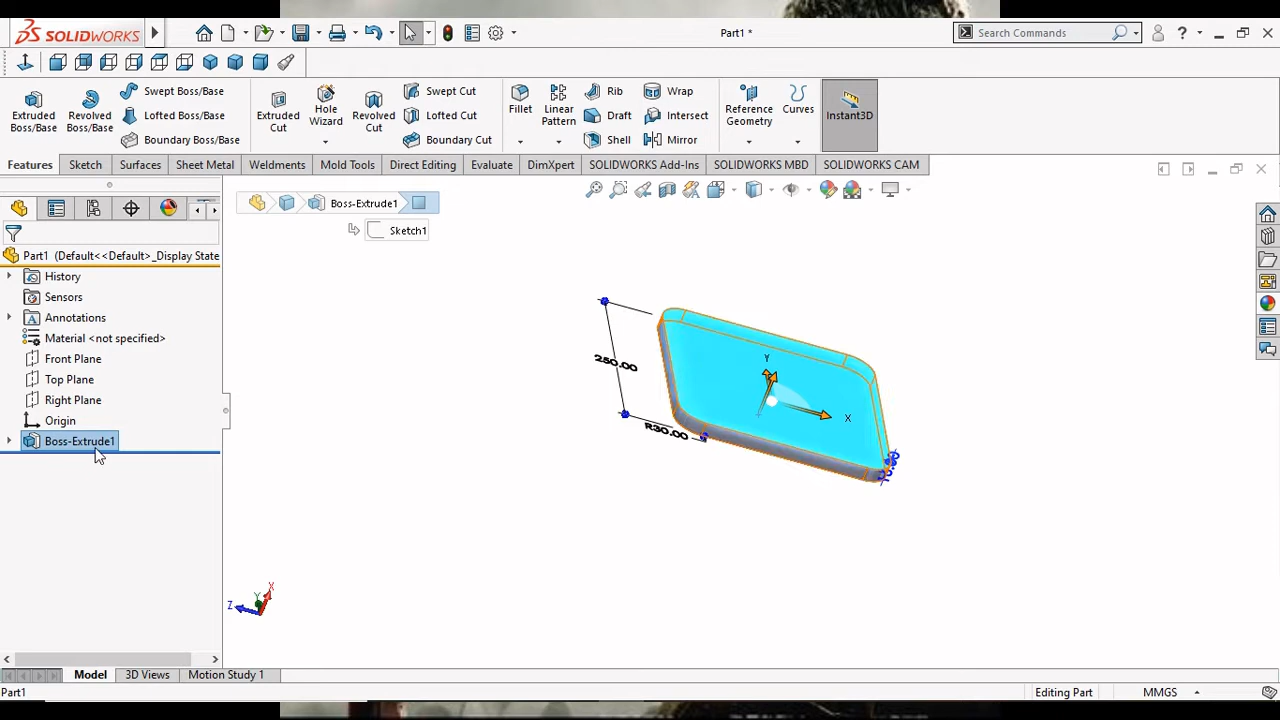 SOLIDWORKS
Part1 *
Search Commands
Extruded Boss/Base
Revolved Boss/Base
Swept Boss/Base
Lofted Boss/Base
Boundary Boss/Base
Extruded Cut
Hole Wizard
Revolved Cut
Swept Cut
Lofted Cut
Boundary Cut
Fillet
Linear Pattern
Rib
Draft
Shell
Wrap
Intersect
Mirror
Reference Geometry
Curves
Instant3D
Features
Sketch
Surfaces
Sheet Metal
Weldments
Mold Tools
Direct Editing
Evaluate
DimXpert
SOLIDWORKS Add-Ins
SOLIDWORKS MBD
SOLIDWORKS CAM
Boss-Extrude1
Sketch1
Part1 (Default<<Default>_Display State
History
Sensors
Annotations
Material <not specified>
Front Plane
Top Plane
Right Plane
Origin
Boss-Extrude1
250.00
R30.00
Y
X
X
Y
Z
Model
3D Views
Motion Study 1
Part1
Editing Part
MMGS